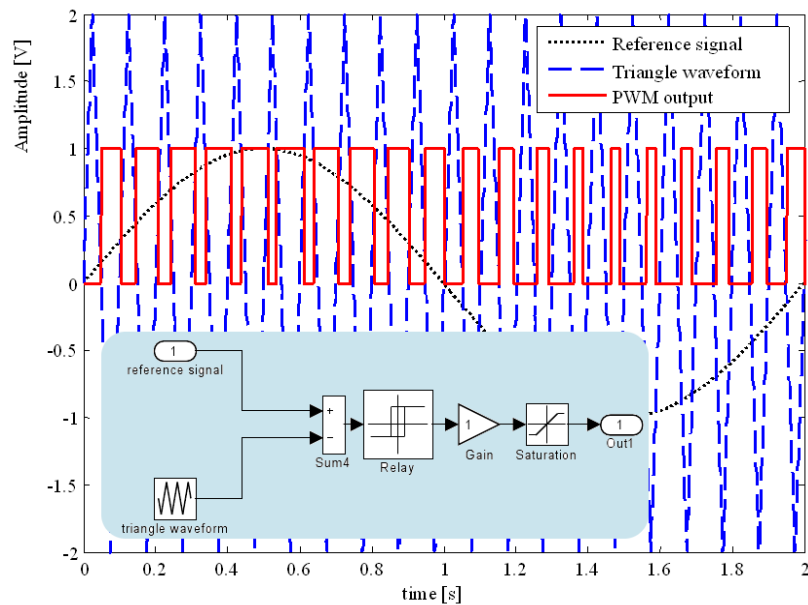 Amplitude [V]
2
1.5
1
0.5
0
-0.5
-1
-1.5
-2
Reference signal
Triangle waveform
PWM output
1
reference signal
triangle waveform
+
−
Sum4
Relay
1
Gain
Saturation
1
Out1
0 0.2 0.4 0.6 0.8 1 1.2 1.4 1.6 1.8 2
time [s]